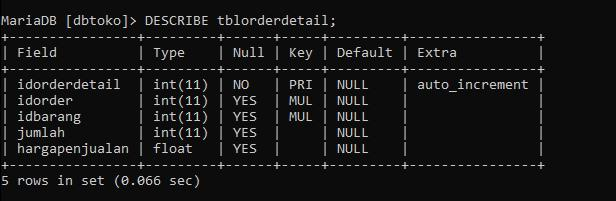 MariaDB [dbtoko]> DESCRIBE tblorderdetail;
+---------------+---------+------+-----+---------+----------------+
| Field         | Type    | Null | Key | Default | Extra          |
+---------------+---------+------+-----+---------+----------------+
| idorderdetail | int(11) | NO   | PRI | NULL    | auto_increment |
| idorder       | int(11) | YES  | MUL | NULL    |                |
| idbarang      | int(11) | YES  | MUL | NULL    |                |
| jumlah        | int(11) | YES  |     | NULL    |                |
| hargapenjualan | float   | YES  |     | NULL    |                |
+---------------+---------+------+-----+---------+----------------+
5 rows in set (0.066 sec)